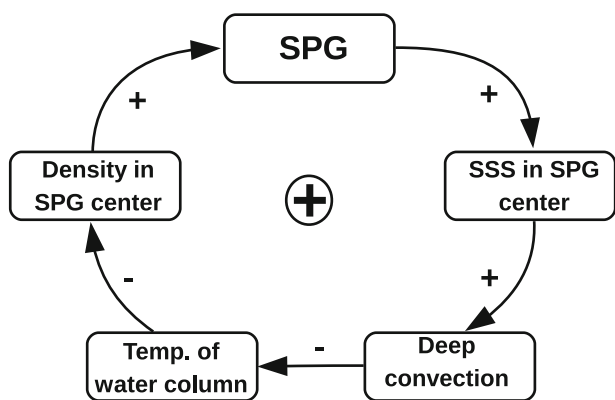 SPG
+
+
Density in
SPG center
SSS in SPG
center
+
-
+
-
Temp. of
water column
Deep
convection